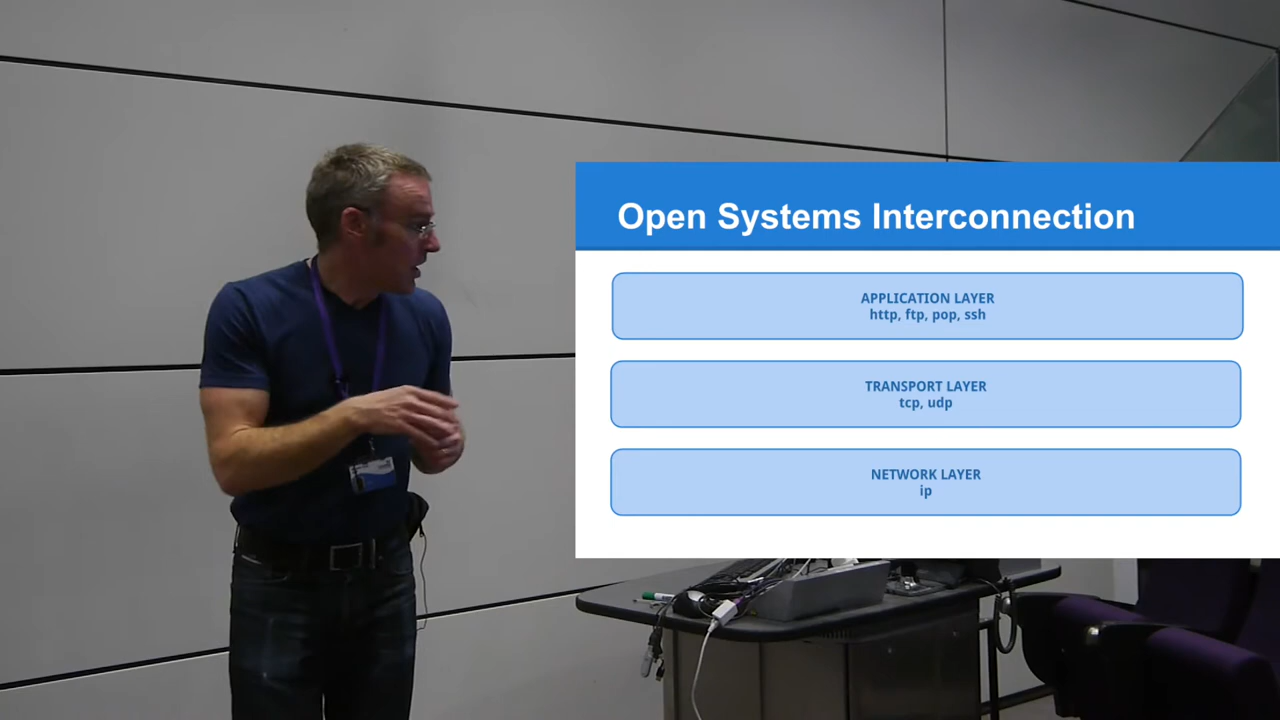 Open Systems Interconnection
APPLICATION LAYER
http, ftp, pop, ssh
TRANSPORT LAYER
tcp, udp
NETWORK LAYER
ip